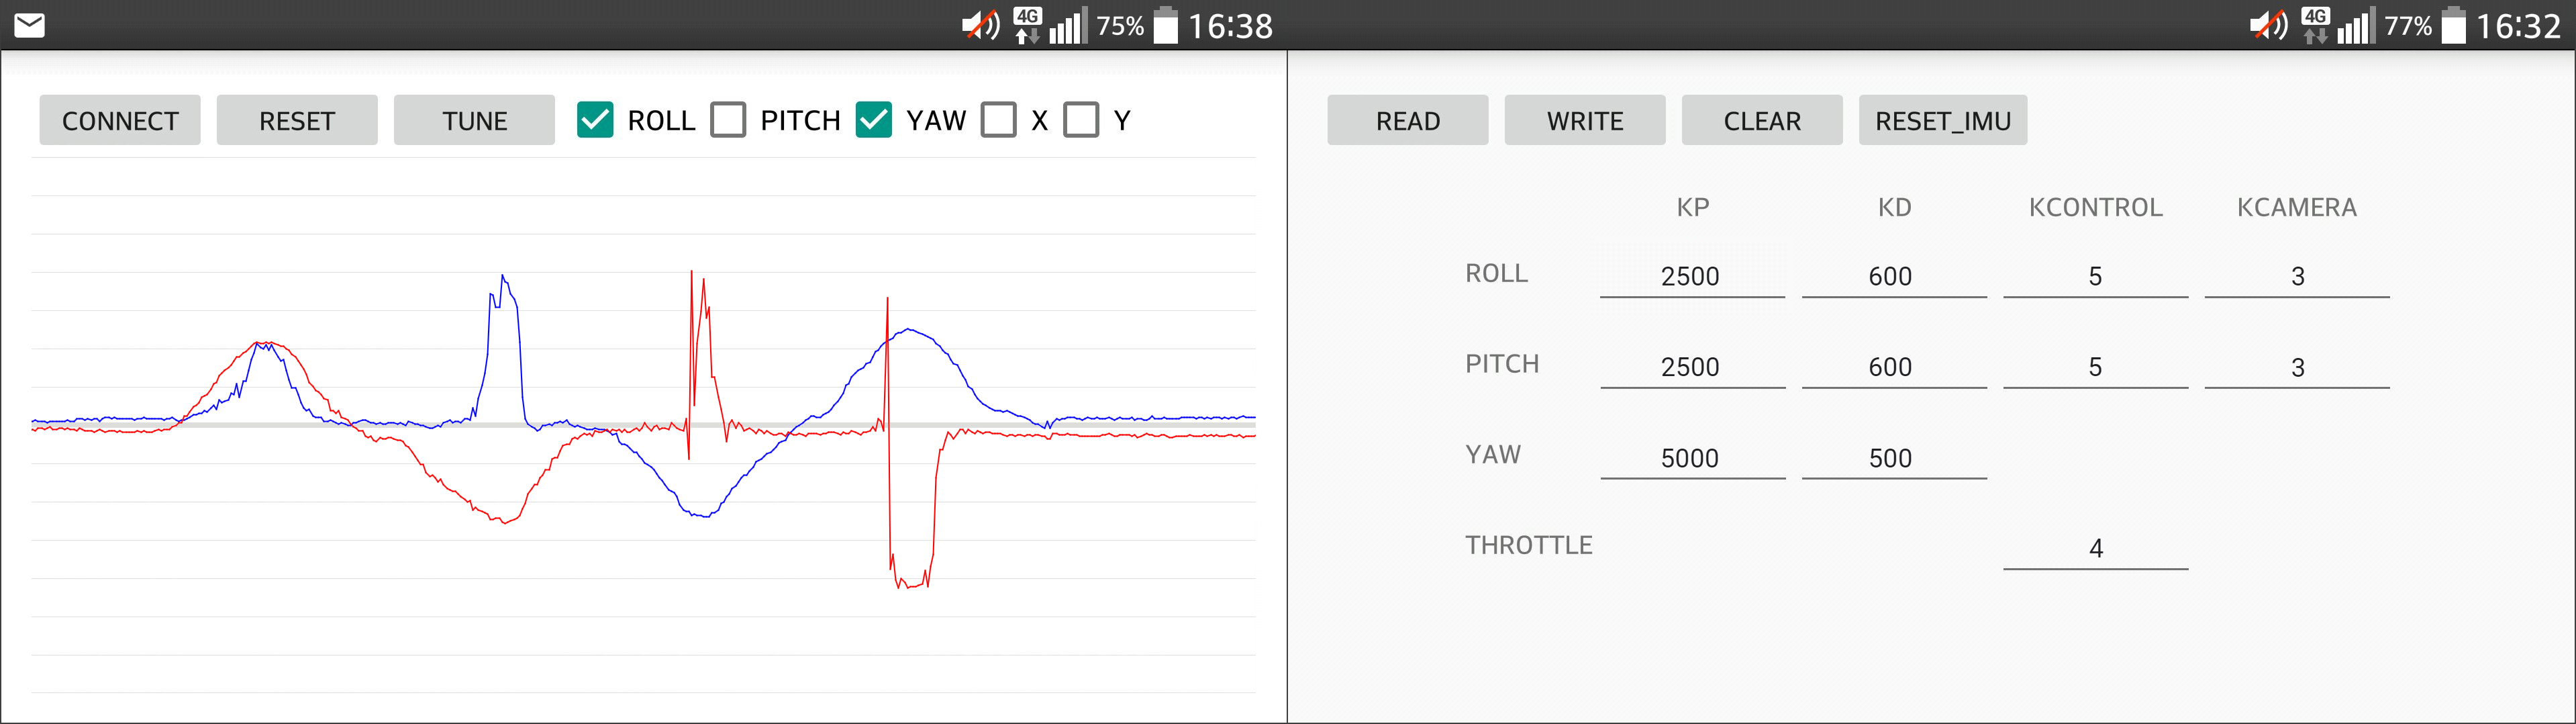 4G 75% 16:38
CONNECT RESET TUNE ROLL PITCH YAW X Y
4G 77% 16:32
READ WRITE CLEAR RESET_IMU
KP KD KCONTROL KCAMERA
ROLL 2500 600 5 3
PITCH 2500 600 5 3
YAW 5000 500
THROTTLE 4